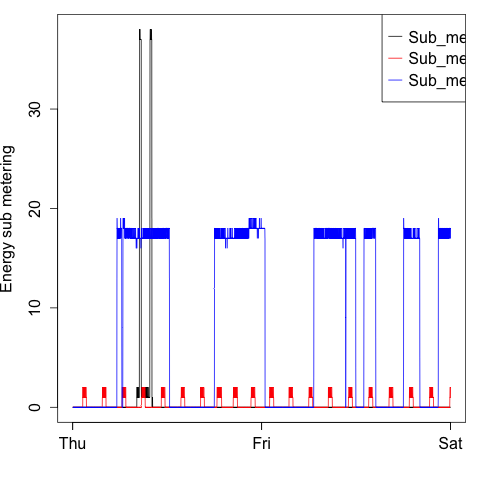 Sub_me
Sub_me
Sub_me
Energy sub metering
30
20
10
0
Thu Fri Sat